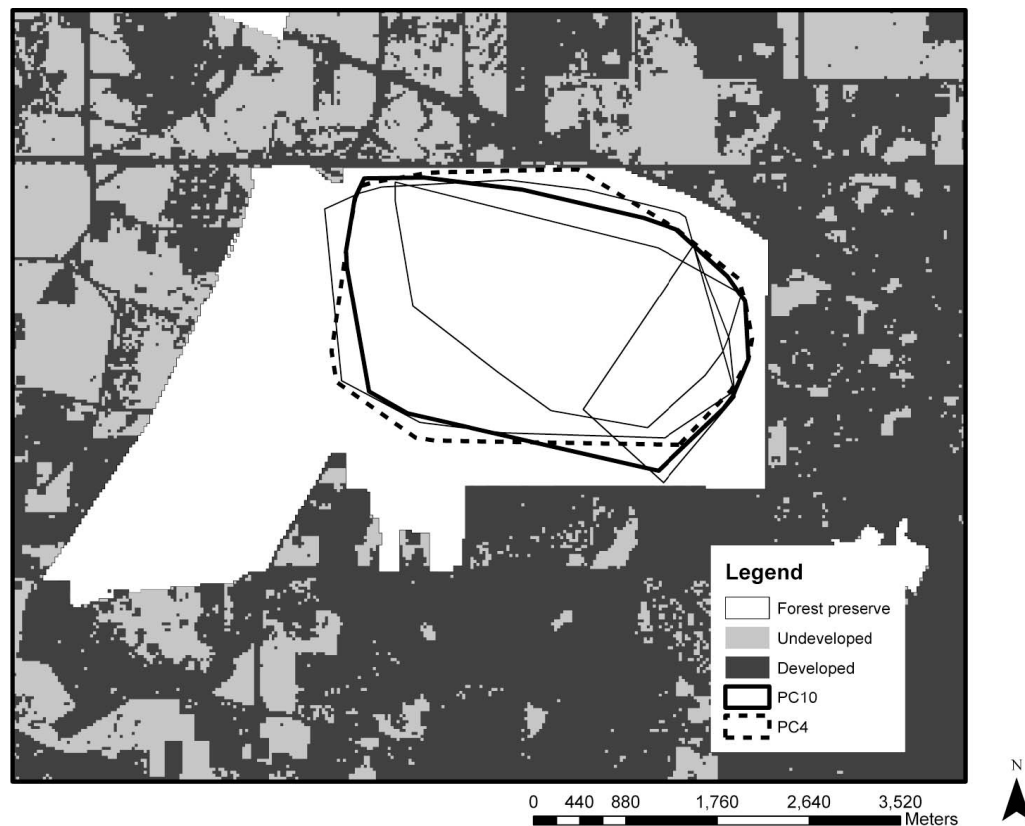 Legend
Forest preserve
Undeveloped
Developed
PC10
PC4
N
0 440 880 1,760 2,640 3,520
Meters